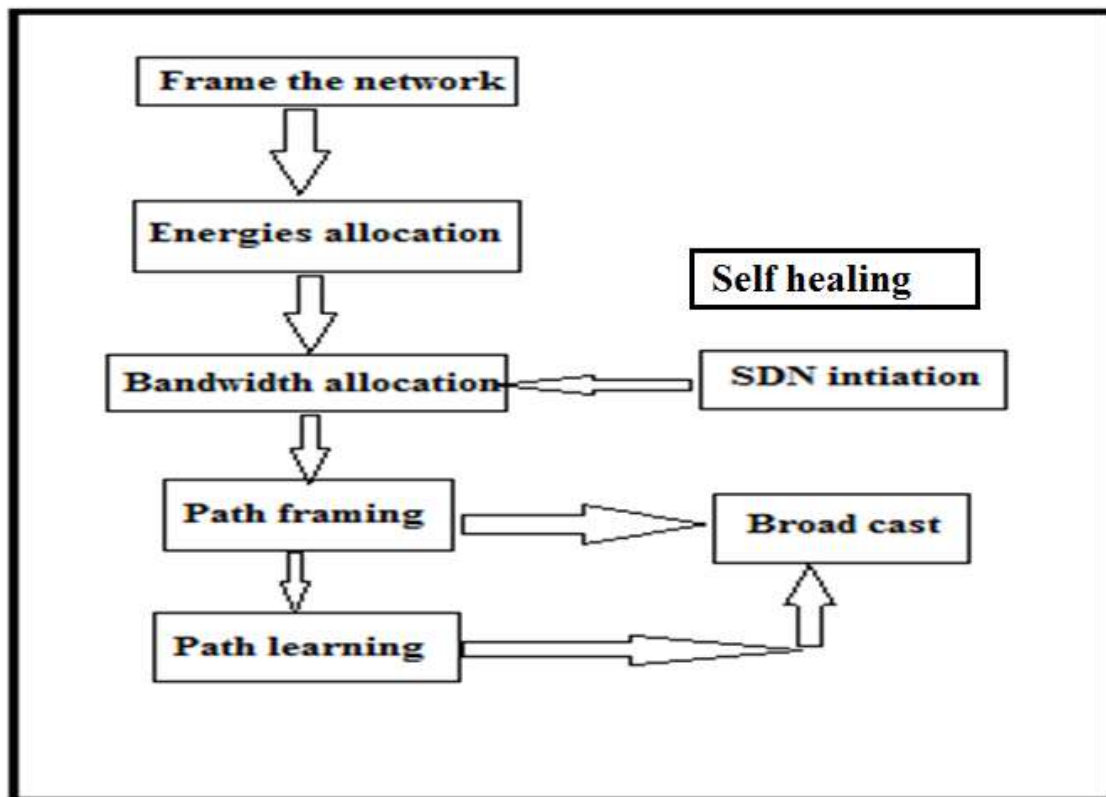 Frame the network
Energies allocation
Self healing
Bandwidth allocation
SDN intiation
Path framing
Broad cast
Path learning